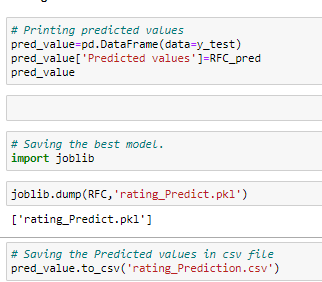 # Printing predicted values
pred_value=pd.DataFrame(data=y_test)
pred_value['Predicted values']=RFC_pred
pred_value
# Saving the best model.
import joblib
joblib.dump(RFC,'rating_Predict.pkl')
['rating_Predict.pkl']
# Saving the Predicted values in csv file
pred_value.to_csv('rating_Prediction.csv')